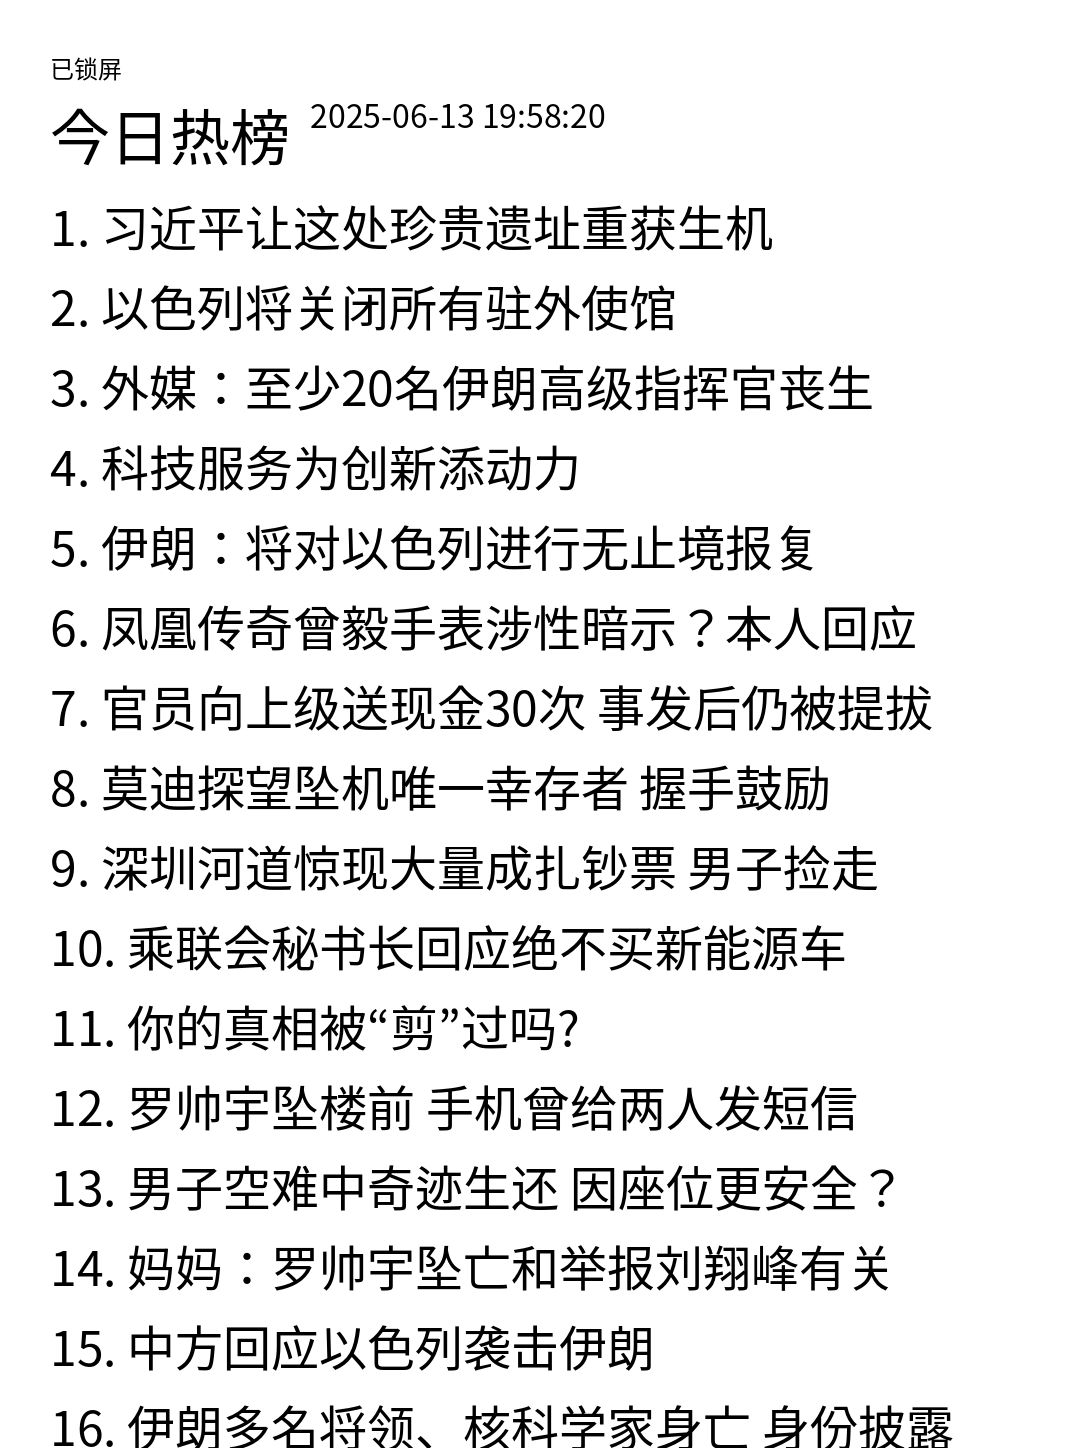 已锁屏
今日热榜 2025-06-13 19:58:20
1. 习近平让这处珍贵遗址重获生机
2. 以色列将关闭所有驻外使馆
3. 外媒：至少20名伊朗高级指挥官丧生
4. 科技服务为创新添动力
5. 伊朗：将对以色列进行无止境报复
6. 凤凰传奇曾毅手表涉性暗示？本人回应
7. 官员向上级送现金30次 事发后仍被提拔
8. 莫迪探望坠机唯一幸存者 握手鼓励
9. 深圳河道惊现大量成扎钞票 男子捡走
10. 乘联会秘书长回应绝不买新能源车
11. 你的真相被“剪”过吗?
12. 罗帅宇坠楼前 手机曾给两人发短信
13. 男子空难中奇迹生还 因座位更安全？
14. 妈妈：罗帅宇坠亡和举报刘翔峰有关
15. 中方回应以色列袭击伊朗
16. 伊朗多名将领、核科学家身亡 身份披露